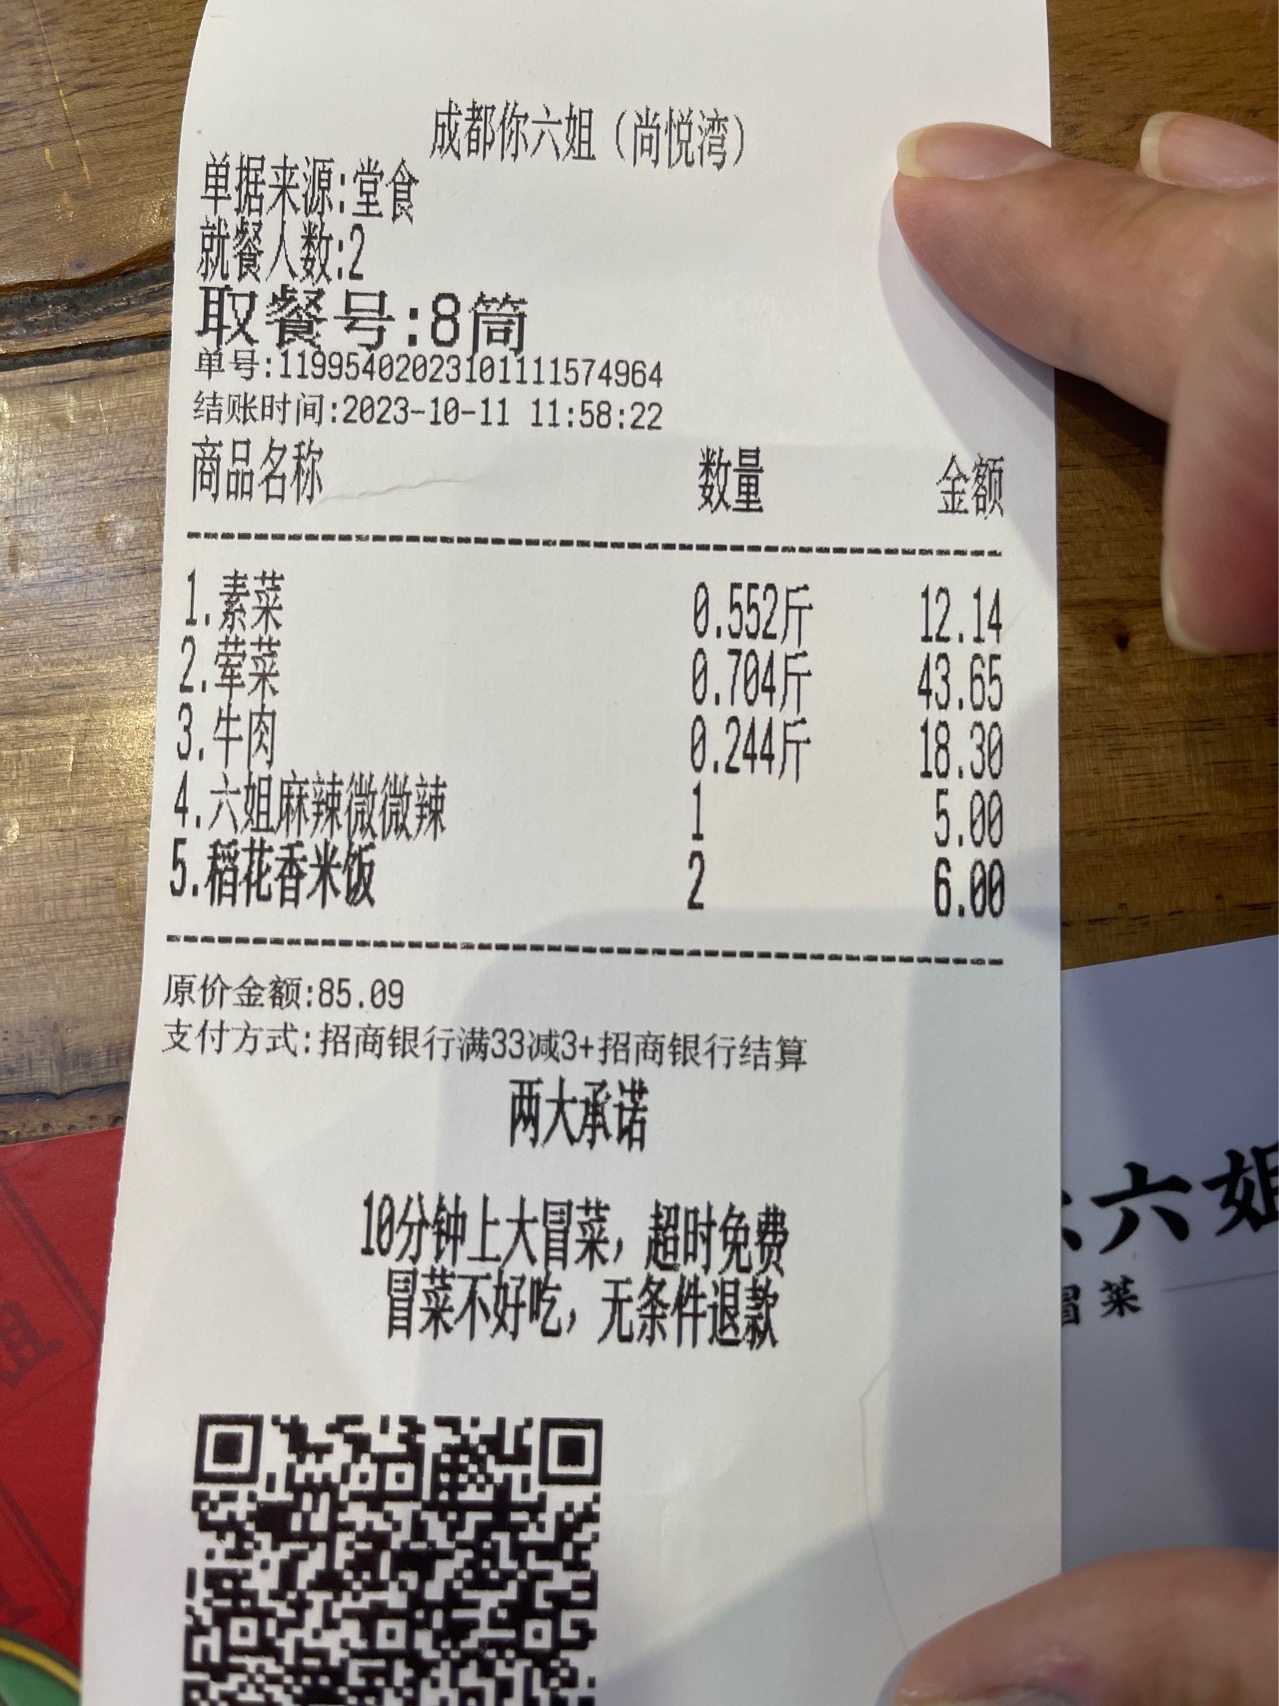 成都你六姐（尚悦湾）
单据来源:堂食
就餐人数:2
取餐号:8筒
单号:11995402023101111574964
结账时间:2023-10-11 11:58:22
商品名称 数量 金额
1.素菜 0.552斤 12.14
2.荤菜 0.704斤 43.65
3.牛肉 0.244斤 18.30
4.六姐麻辣微微辣 1 5.00
5.稻花香米饭 2 6.00
原价金额:85.09
支付方式:招商银行满33减3+招商银行结算
两大承诺
10分钟上大冒菜，超时免费
冒菜不好吃，无条件退款
六姐
冒菜